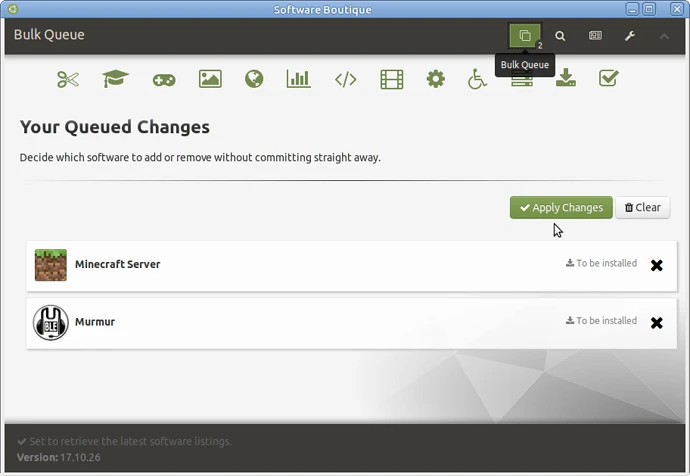 Software Boutique
Bulk Queue
2
Bulk Queue
Your Queued Changes
Decide which software to add or remove without committing straight away.
Apply Changes
Clear
Minecraft Server
To be installed
BLE
Murmur
To be installed
Set to retrieve the latest software listings.
Version: 17.10.26